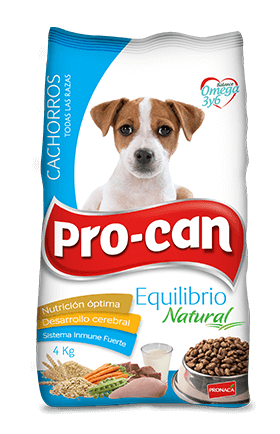 CACHORROS
TODAS LAS RAZAS
Balance
Omega
3y6
Pro-can
Equilibrio
Natural
Nutrición óptima
Desarrollo cerebral
Sistema Inmune Fuerte
4 Kg
PRONACA